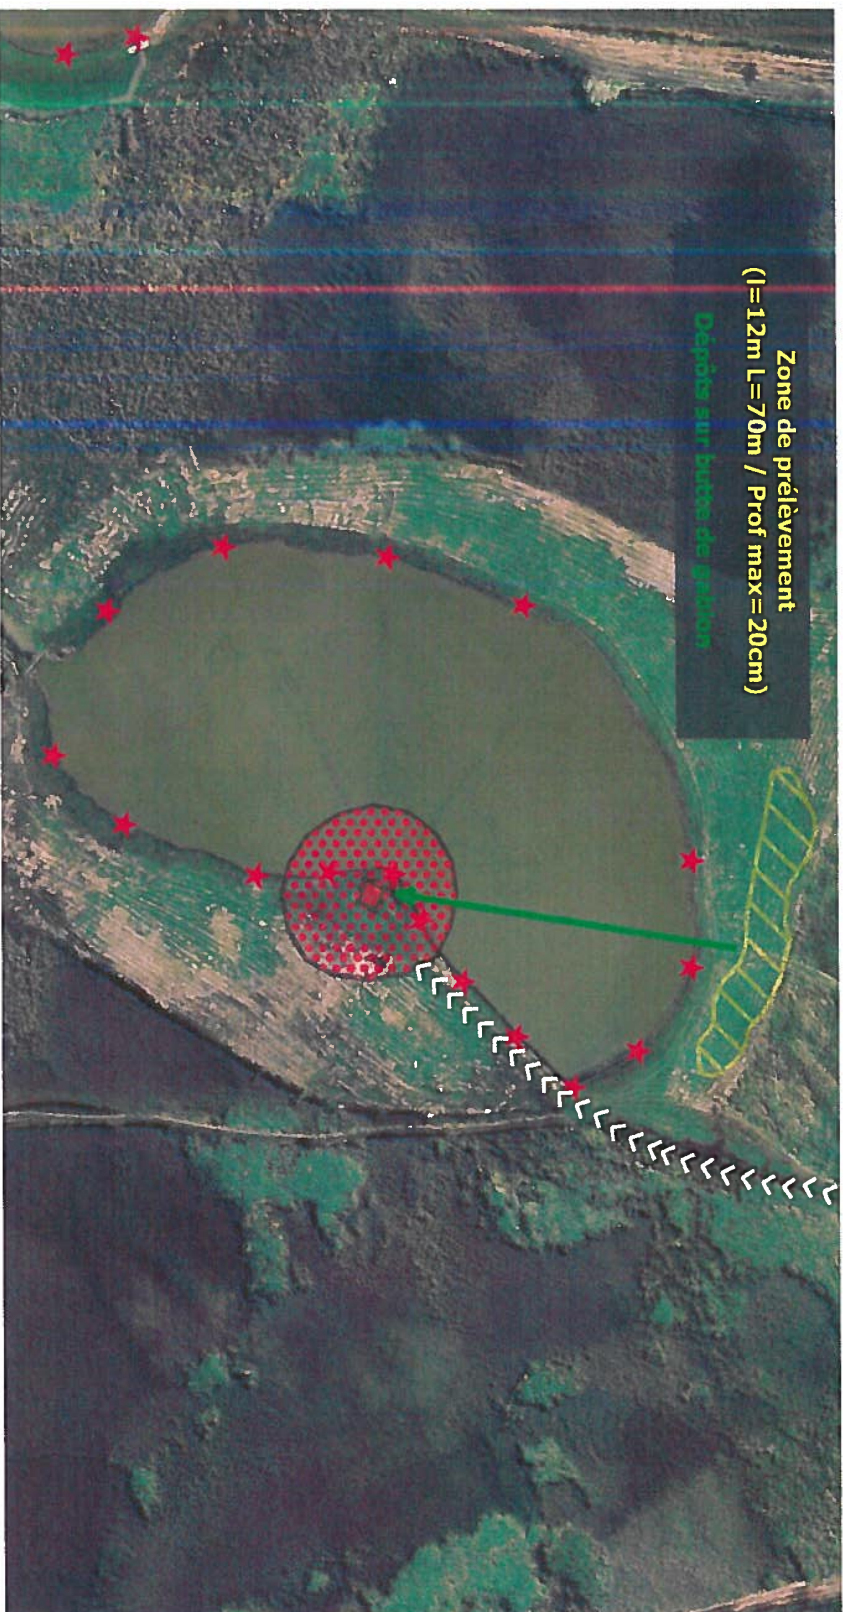 Zone de prélèvement
(l=12m L=70m / Prof max=20cm)
Dépôts sur butte de gabion